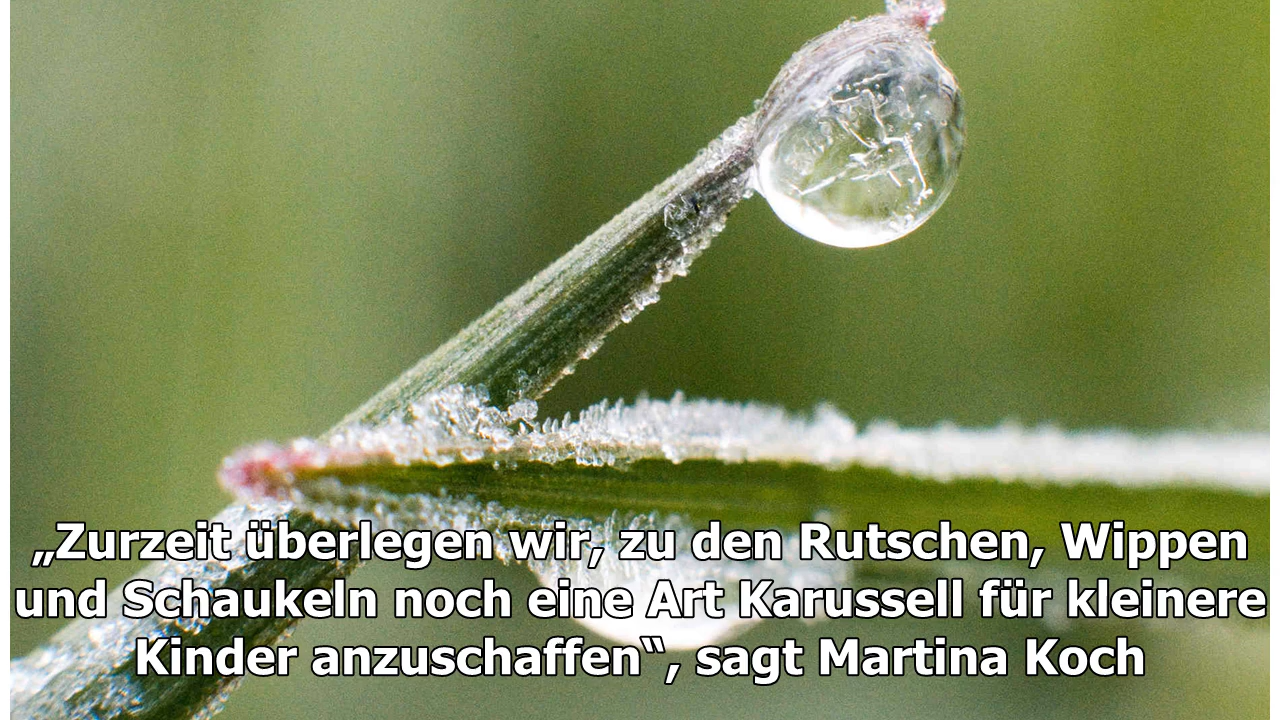 „Zurzeit überlegen wir, zu den Rutschen, Wippen
und Schaukeln noch eine Art Karussell für kleinere
Kinder anzuschaffen“, sagt Martina Koch